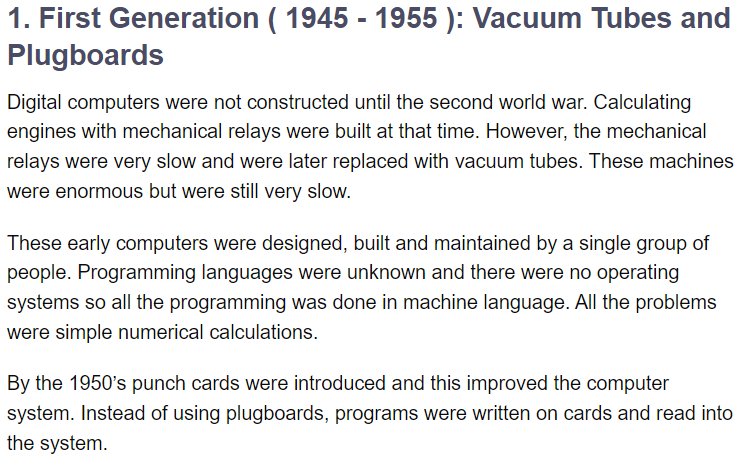 1. First Generation ( 1945 - 1955 ): Vacuum Tubes and
Plugboards
Digital computers were not constructed until the second world war. Calculating
engines with mechanical relays were built at that time. However, the mechanical
relays were very slow and were later replaced with vacuum tubes. These machines
were enormous but were still very slow.
These early computers were designed, built and maintained by a single group of
people. Programming languages were unknown and there were no operating
systems so all the programming was done in machine language. All the problems
were simple numerical calculations.
By the 1950’s punch cards were introduced and this improved the computer
system. Instead of using plugboards, programs were written on cards and read into
the system.